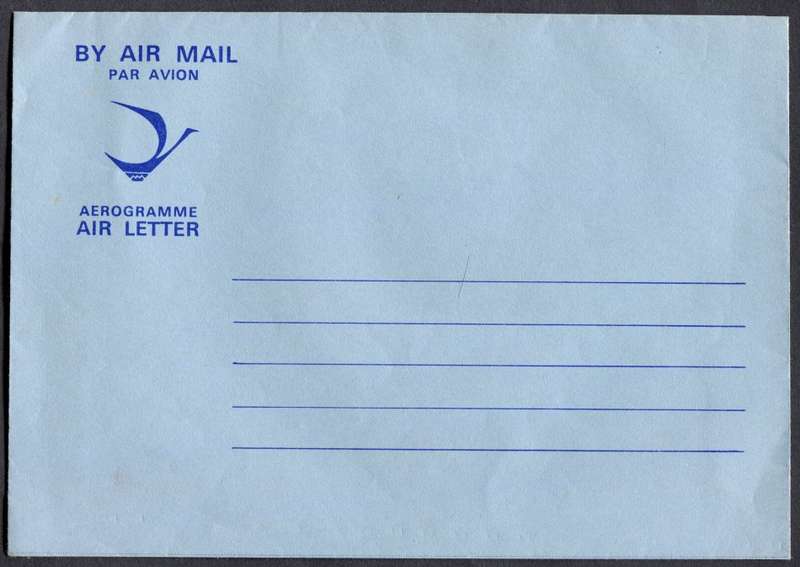 BY AIR MAIL
PAR AVION
AEROGRAMME
AIR LETTER